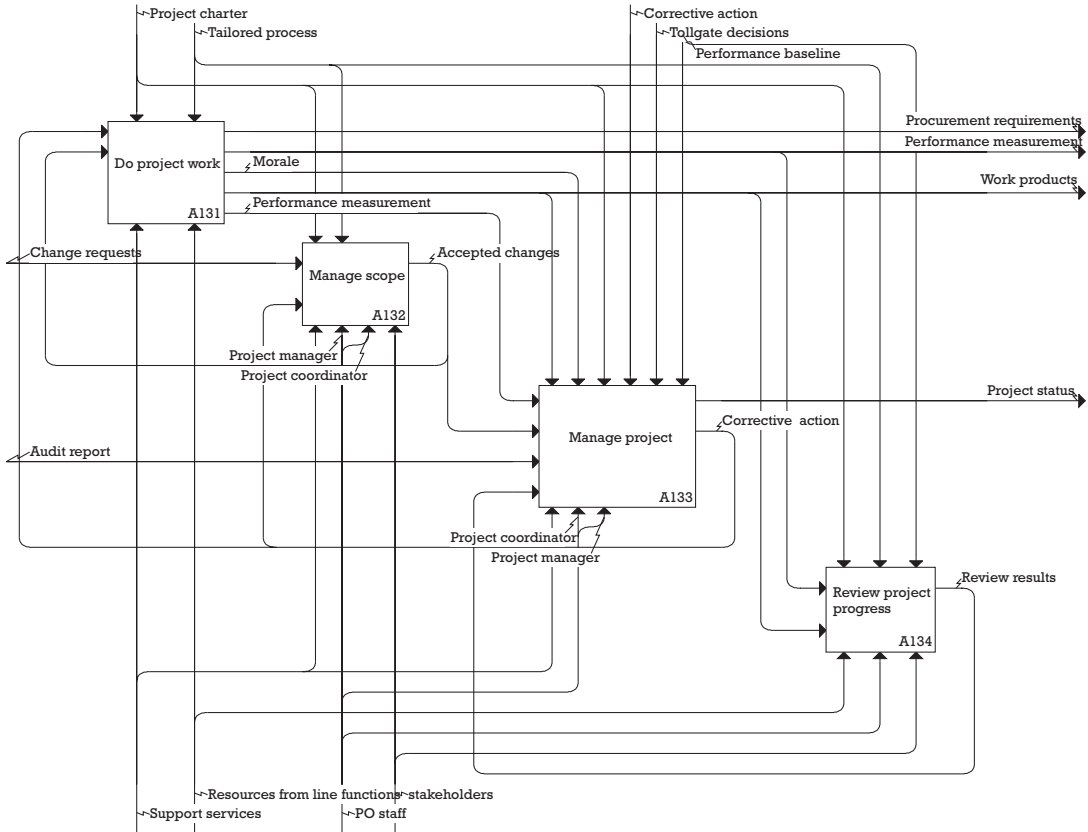 Project charter
Corrective action
Tailored process
Tollgate decisions
Performance baseline
Procurement requirements
Performance measurement
Do project work
Morale
Work products
A131
Performance measurement
Change requests
Accepted changes
Manage scope
A132
Project manager
Project coordinator
Project status
Corrective action
Manage project
Audit report
A133
Project coordinator
Project manager
Review results
Review project
progress
A134
Resources from line functions
stakeholders
Support services
PO staff